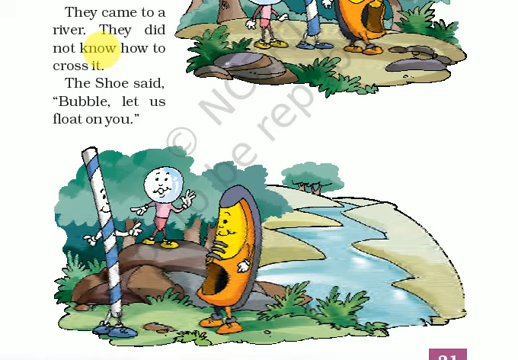 They came to a
river. They did
not know how to
cross it.
The Shoe said,
“Bubble, let us
float on you.”